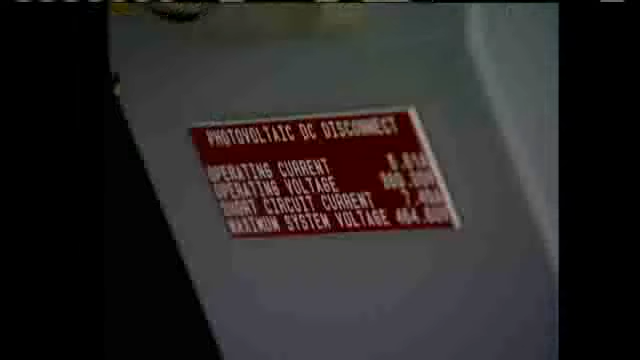 PHOTOVOLTAIC DC DISCONNECT
OPERATING CURRENT
OPERATING VOLTAGE
SHORT CIRCUIT CURRENT
MAXIMUM SYSTEM VOLTAGE